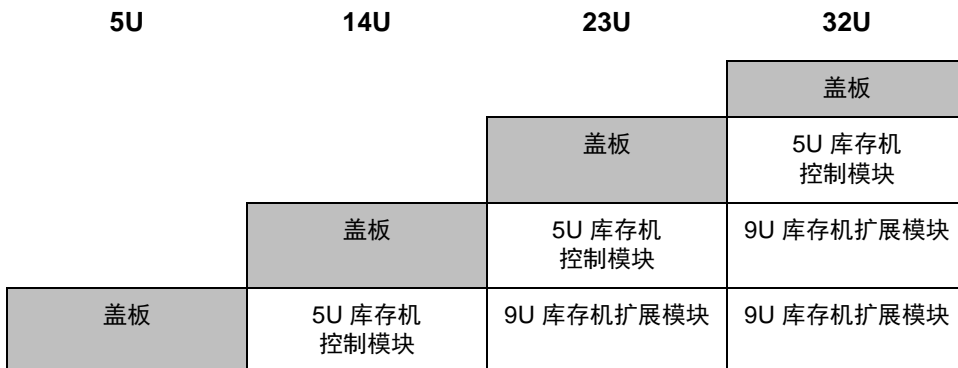 5U 14U 23U 32U
盖板
盖板 5U 库存机
控制模块
盖板 5U 库存机 9U 库存机扩展模块
控制模块
盖板 5U 库存机 9U 库存机扩展模块 9U 库存机扩展模块
控制模块